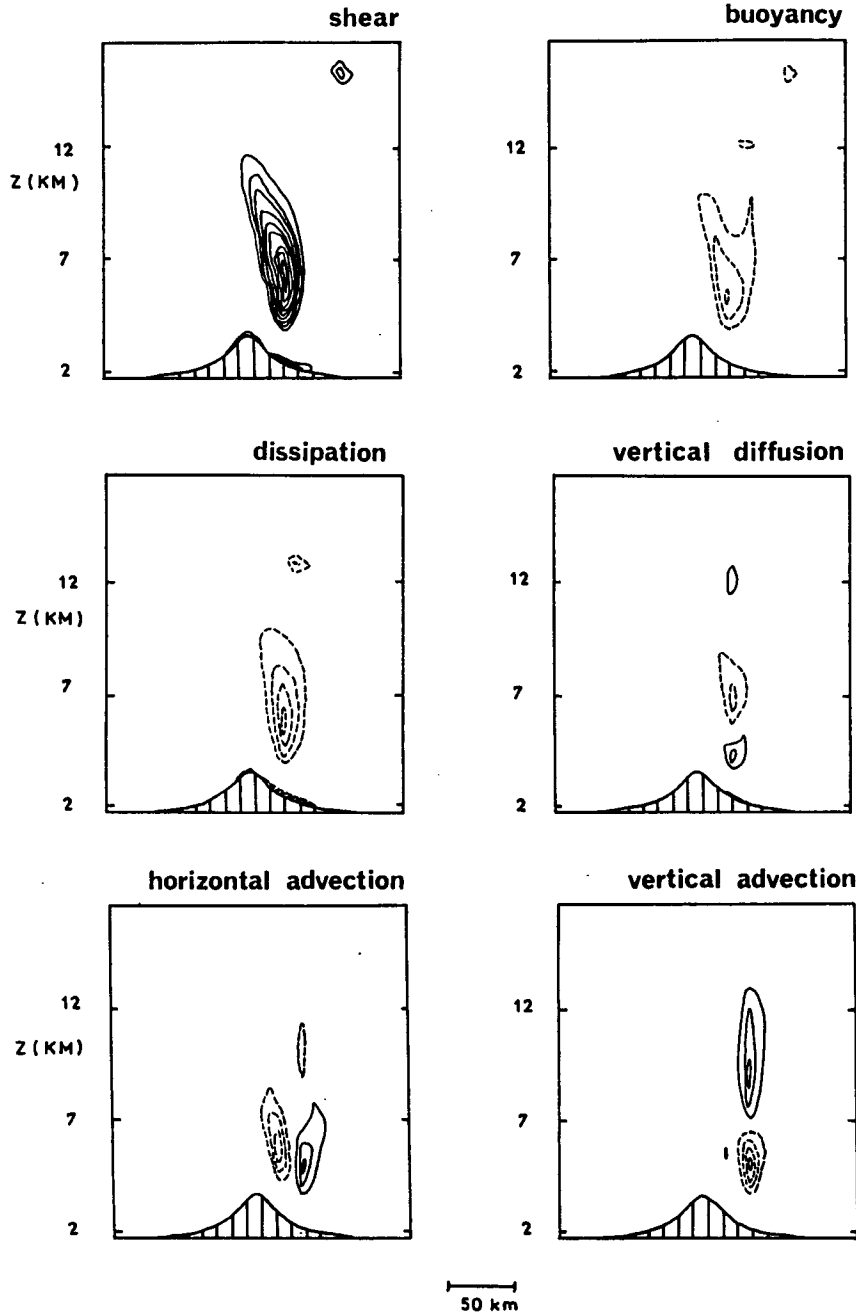 shear
buoyancy
12
Z (KM)
7
2
12
7
2
dissipation
vertical diffusion
12
Z (KM)
7
2
12
7
2
horizontal advection
vertical advection
12
Z (KM)
7
2
12
7
2
50 km